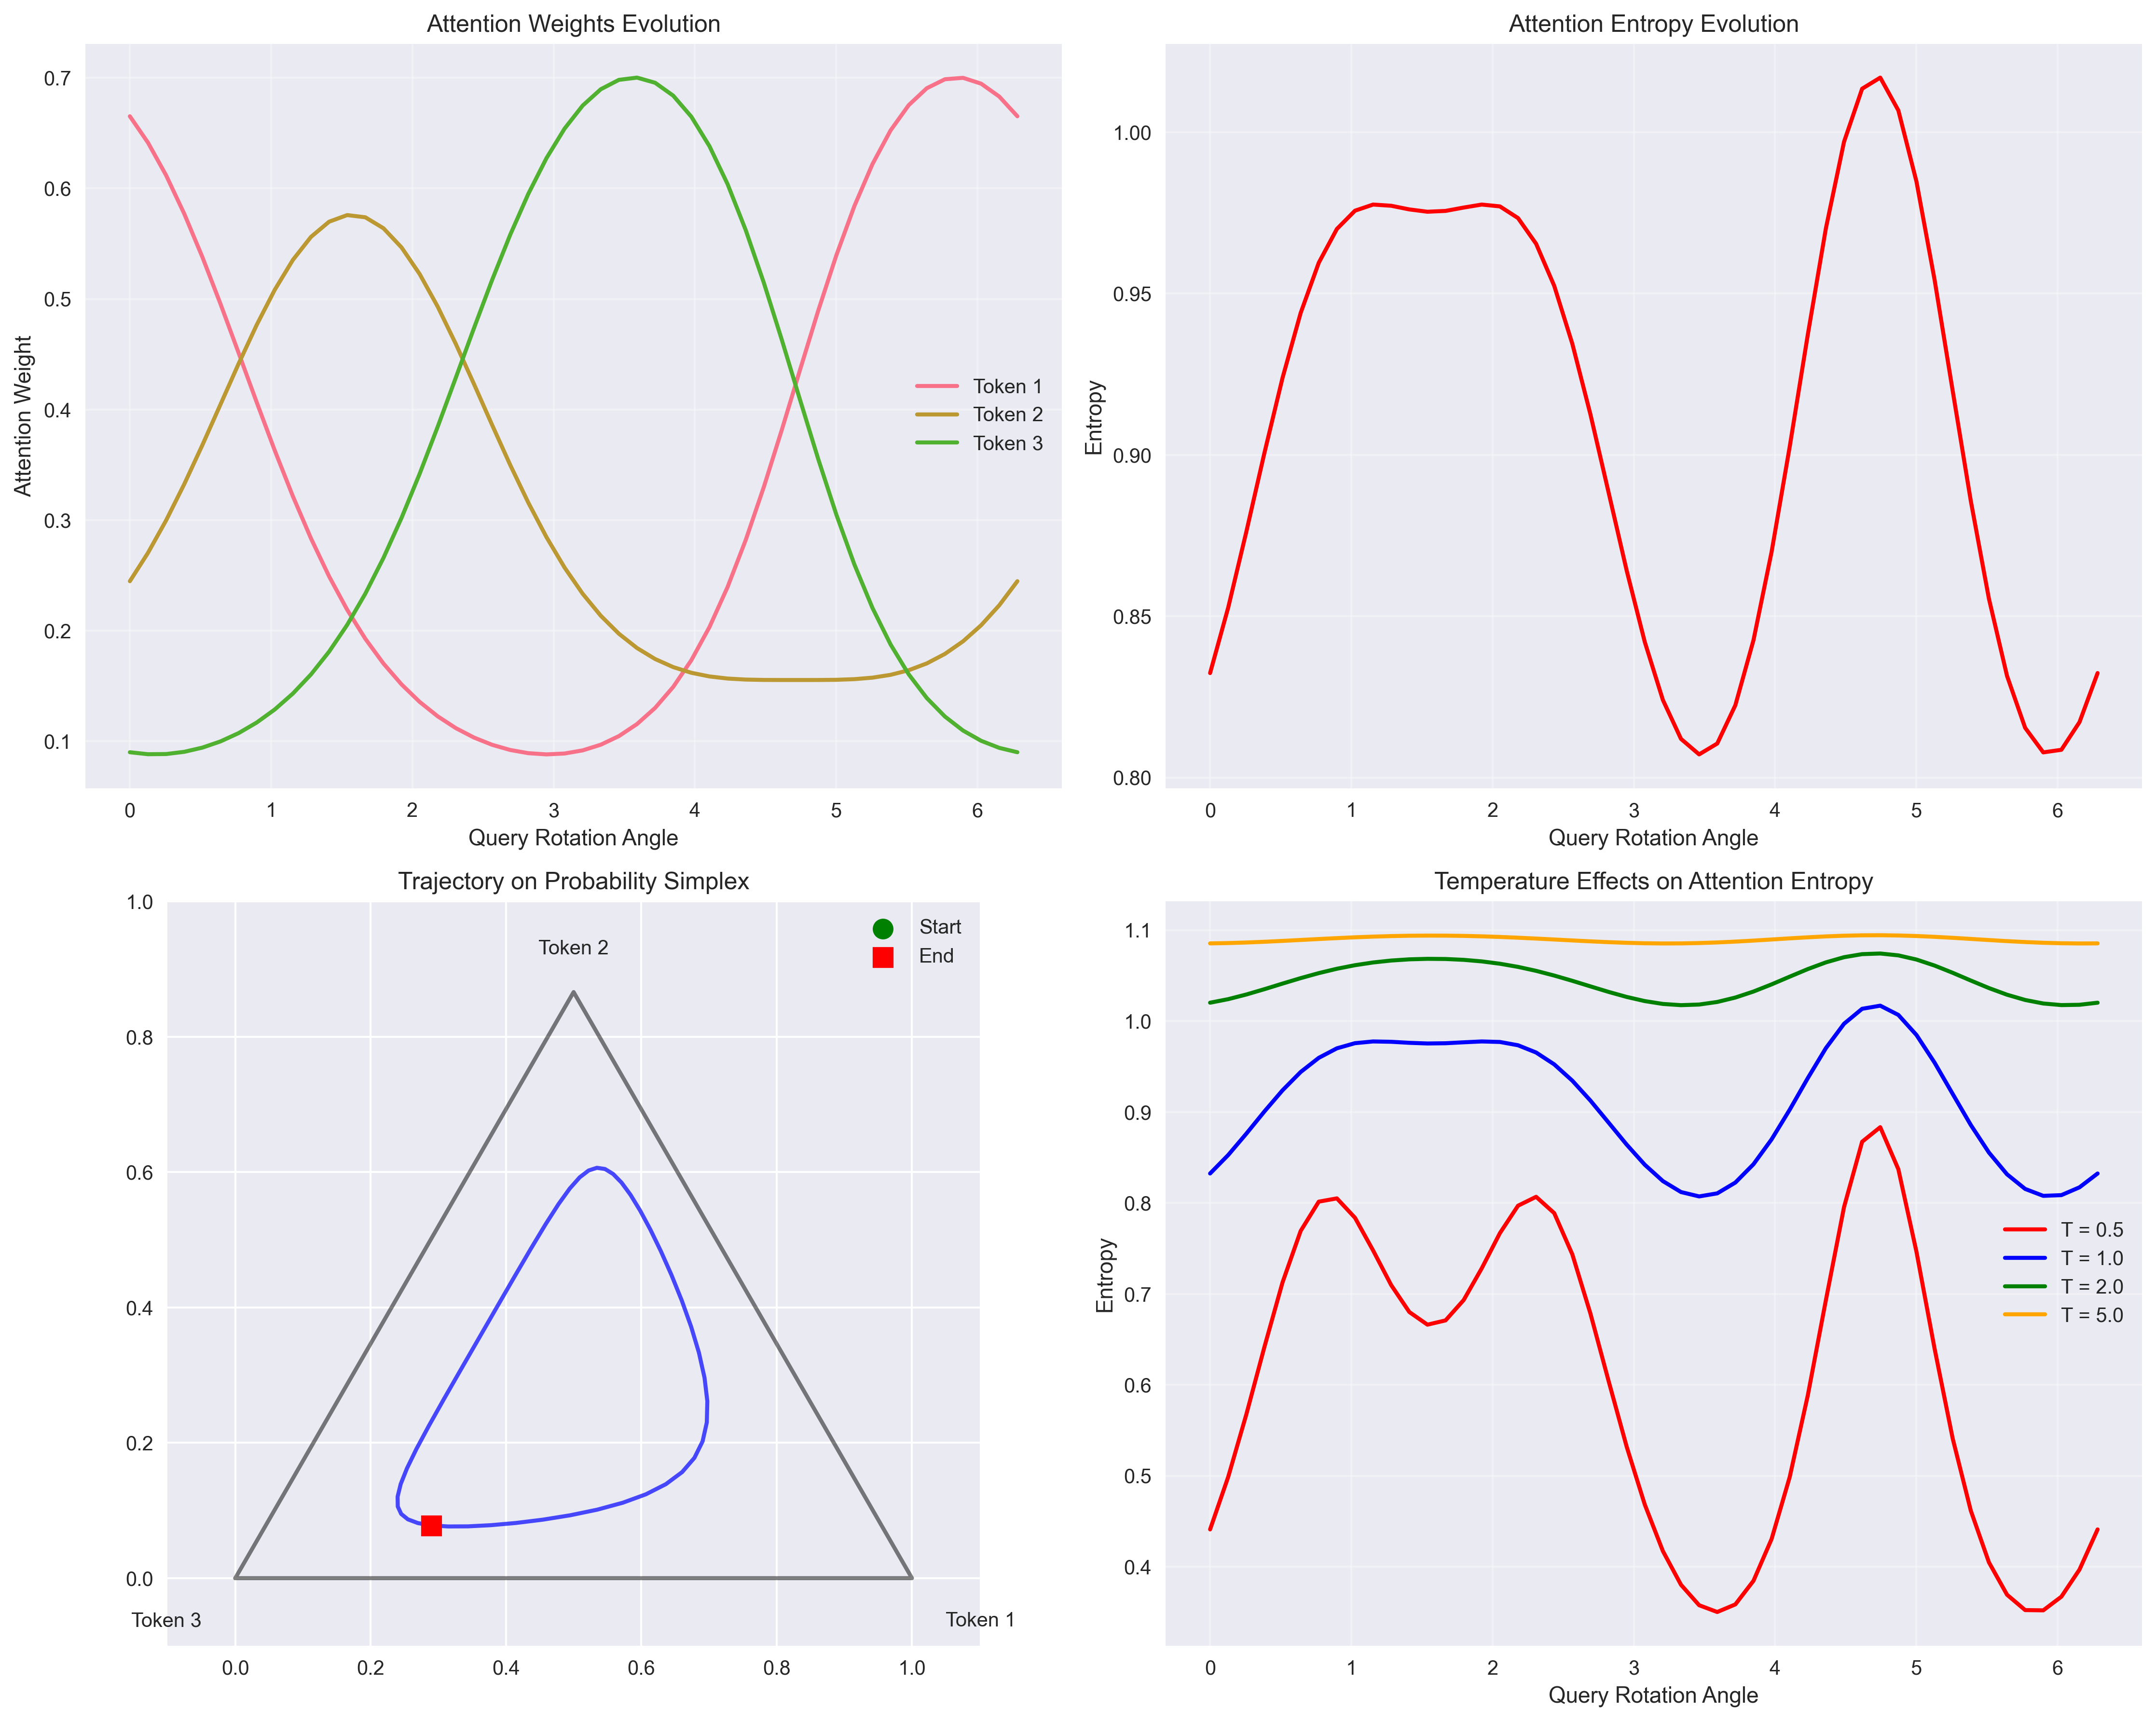 Attention Weights Evolution
0.7
0.6
0.5
0.4
0.3
0.2
0.1
Attention Weight
Token 1
Token 2
Token 3
0 1 2 3 4 5 6
Query Rotation Angle
Attention Entropy Evolution
1.00
0.95
0.90
0.85
0.80
Entropy
0 1 2 3 4 5 6
Query Rotation Angle
Trajectory on Probability Simplex
1.0
0.8
0.6
0.4
0.2
0.0
Start
End
Token 2
Token 3
Token 1
0.0 0.2 0.4 0.6 0.8 1.0
Temperature Effects on Attention Entropy
1.1
1.0
0.9
0.8
0.7
0.6
0.5
0.4
Entropy
T = 0.5
T = 1.0
T = 2.0
T = 5.0
0 1 2 3 4 5 6
Query Rotation Angle